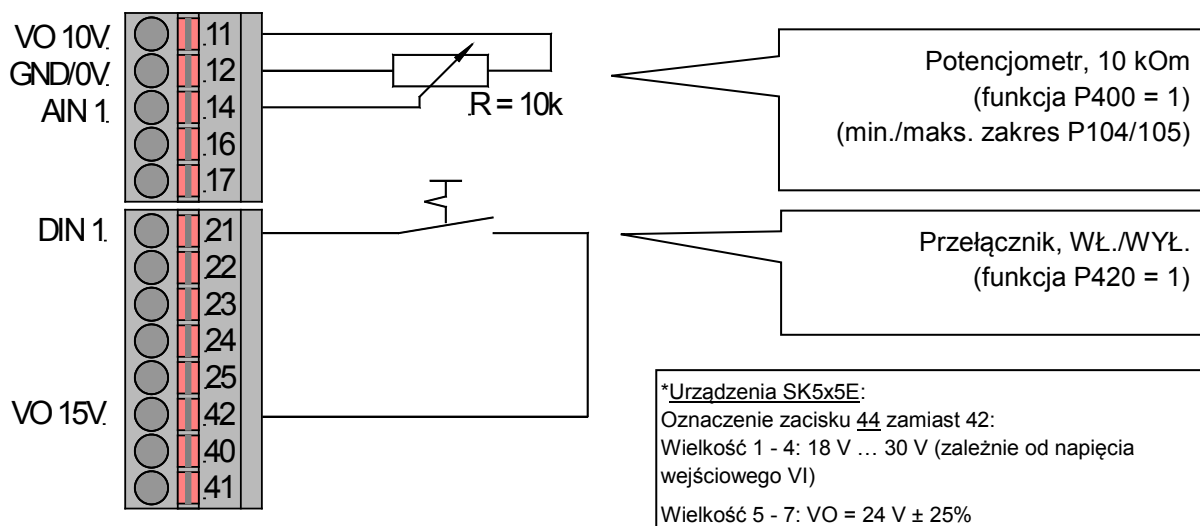 VO 10V.
GND/0V.
AIN 1.
.11
.12
.14
.16
.17
R = 10k
Potencjometr, 10 kOm
(funkcja P400 = 1)
(min./maks. zakres P104/105)
DIN 1.
VO 15V.
.21
.22
.23
.24
.25
.42
.40
.41
Przełącznik, WŁ./WYŁ.
(funkcja P420 = 1)
*Urządzenia SK5x5E:
Oznaczenie zacisku 44 zamiast 42:
Wielkość 1 - 4: 18 V … 30 V (zależnie od napięcia
wejściowego VI)
Wielkość 5 - 7: VO = 24 V ± 25%